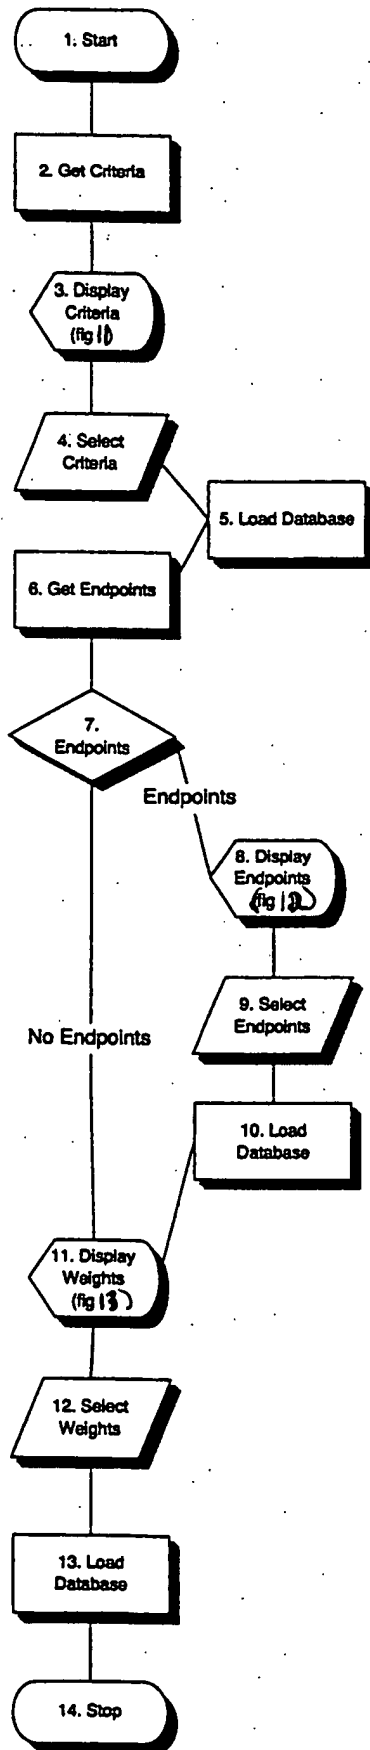 1. Start
2. Get Criteria
3. Display
Criteria
(fig
4. Select
Criteria
5. Load Database
6. Get Endpoints
7.
Endpoints
Endpoints
8. Display
Endpoints
(fig
9. Select
Endpoints
No Endpoints
10. Load
Database
11. Display
Weights
(fig 13)
12. Select
Weights
13. Load
Database
14. Stop